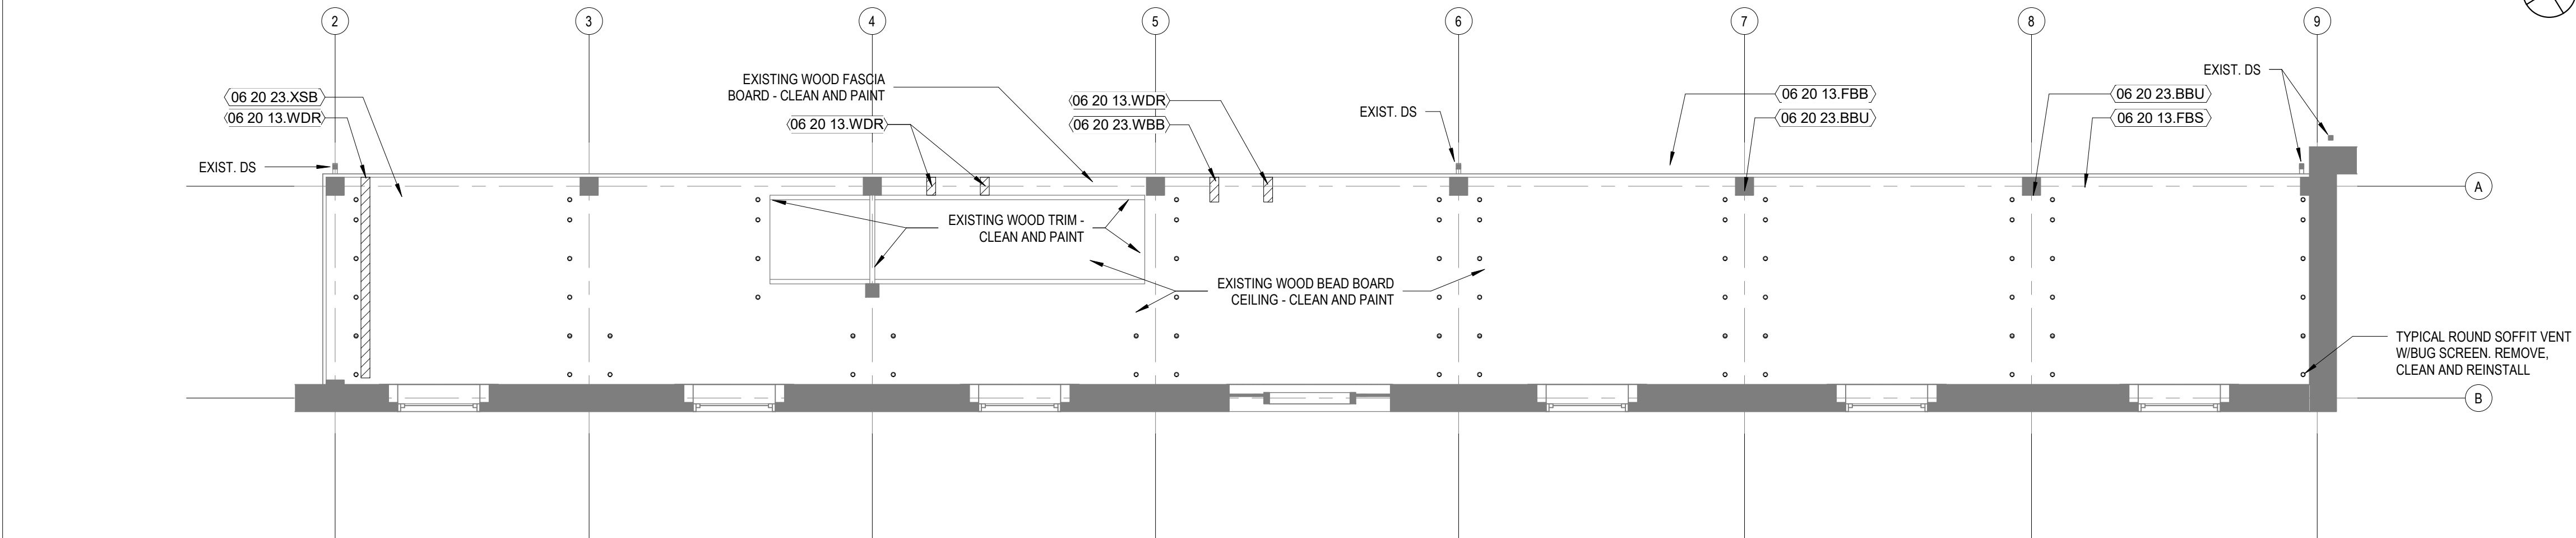 2
3
4
5
6
7
8
9
06 20 23.XSB
06 20 13.WDR
EXIST. DS
EXISTING WOOD FASCIA
BOARD - CLEAN AND PAINT
06 20 13.WDR
06 20 13.WDR
06 20 23.WBB
EXIST. DS
06 20 13.FBB
06 20 23.BBU
06 20 23.BBU
06 20 13.FBS
EXIST. DS
A
EXISTING WOOD TRIM -
CLEAN AND PAINT
EXISTING WOOD BEAD BOARD
CEILING - CLEAN AND PAINT
TYPICAL ROUND SOFFIT VENT
W/BUG SCREEN. REMOVE,
CLEAN AND REINSTALL
B